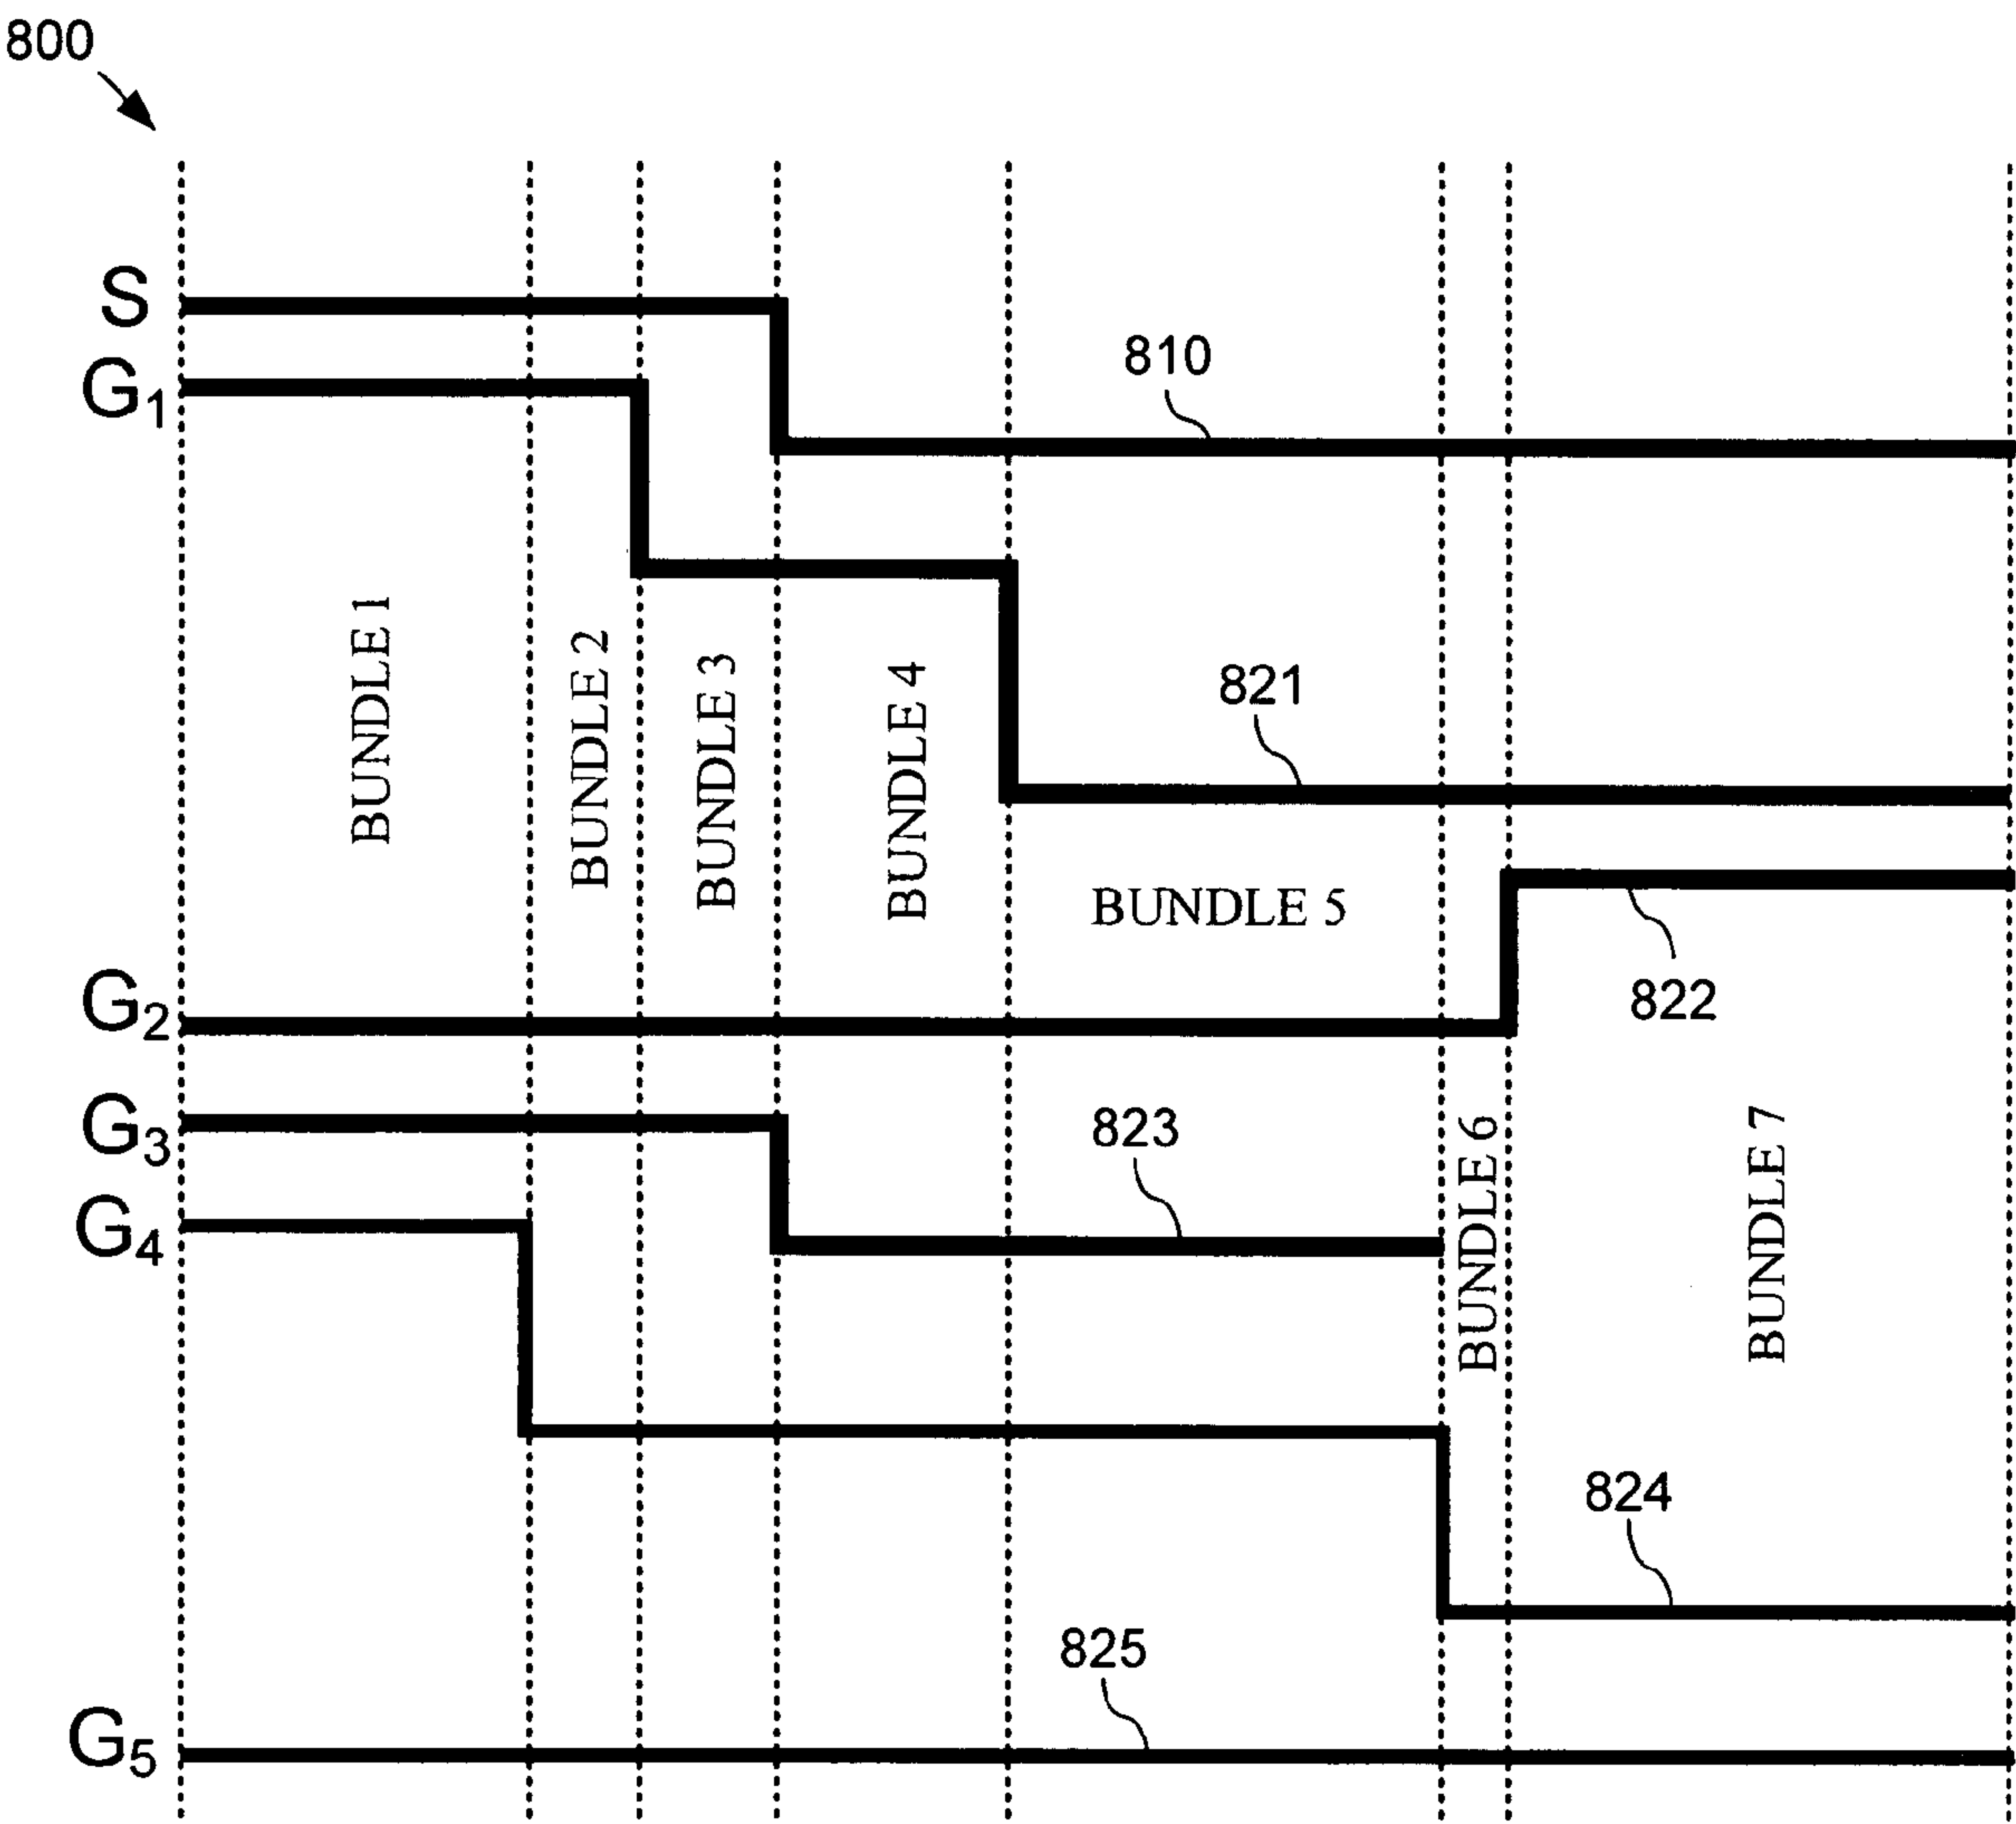 800
S
G1
810
821
BUNDLE 1
BUNDLE 2
BUNDLE 3
BUNDLE 4
BUNDLE 5
822
G2
G3
823
G4
BUNDLE 6
BUNDLE 7
824
825
G5